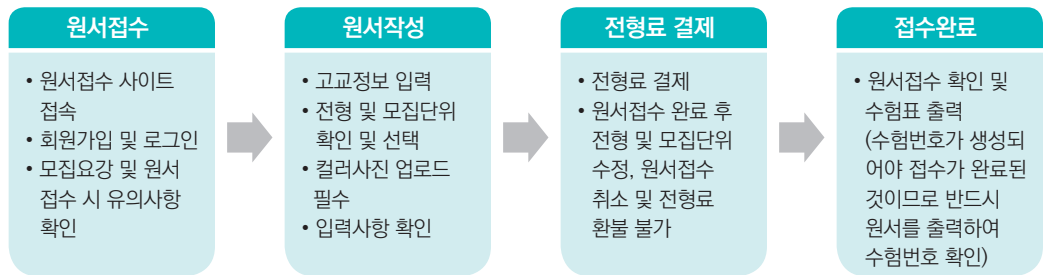 원서접수
• 원서접수 사이트
접속
• 회원가입 및 로그인
• 모집요강 및 원서
접수 시 유의사항
확인
원서작성
• 고교정보 입력
• 전형 및 모집단위
확인 및 선택
• 컬러사진 업로드
필수
• 입력사항 확인
전형료 결제
• 전형료 결제
• 원서접수 완료 후
전형 및 모집단위
수정, 원서접수
취소 및 전형료
환불 불가
접수완료
• 원서접수 확인 및
수험표 출력
(수험번호가 생성되
어야 접수가 완료된
것이므로 반드시
원서를 출력하여
수험번호 확인)